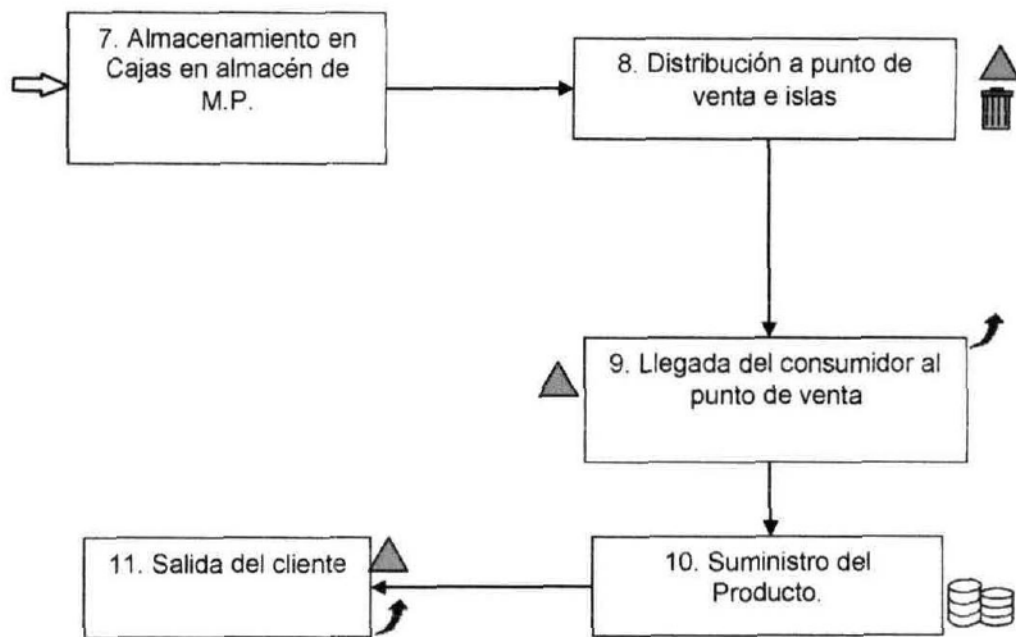 7. Almacenamiento en
Cajas en almacén de
M.P.
8. Distribución a punto de
venta e islas
9. Llegada del consumidor al
punto de venta
10. Suministro del
Producto.
11. Salida del cliente